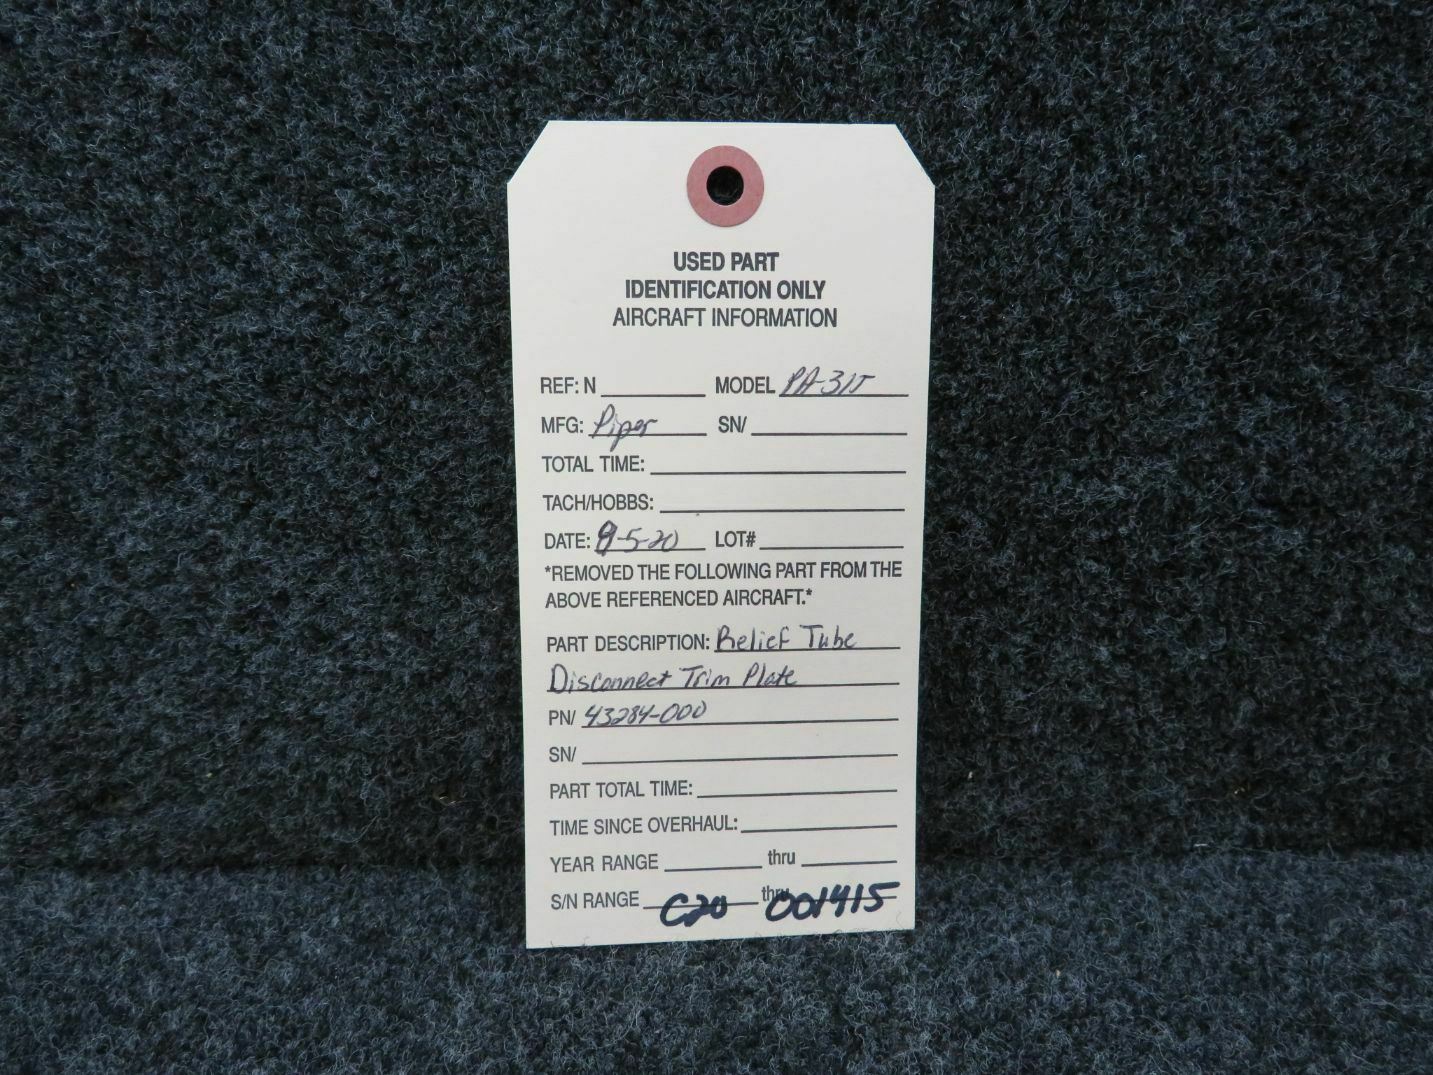 USED PART
IDENTIFICATION ONLY
AIRCRAFT INFORMATION
REF: N MODEL PA-31T
MFG: Piper SN/
TOTAL TIME:
TACH/HOBBS:
DATE: 9-5-20 LOT#
*REMOVED THE FOLLOWING PART FROM THE
ABOVE REFERENCED AIRCRAFT.*
PART DESCRIPTION: Relief Tube
Disconnect Trim Plate
PN/ 43284-000
SN/
PART TOTAL TIME:
TIME SINCE OVERHAUL:
YEAR RANGE thru
S/N RANGE C20 thru 001415